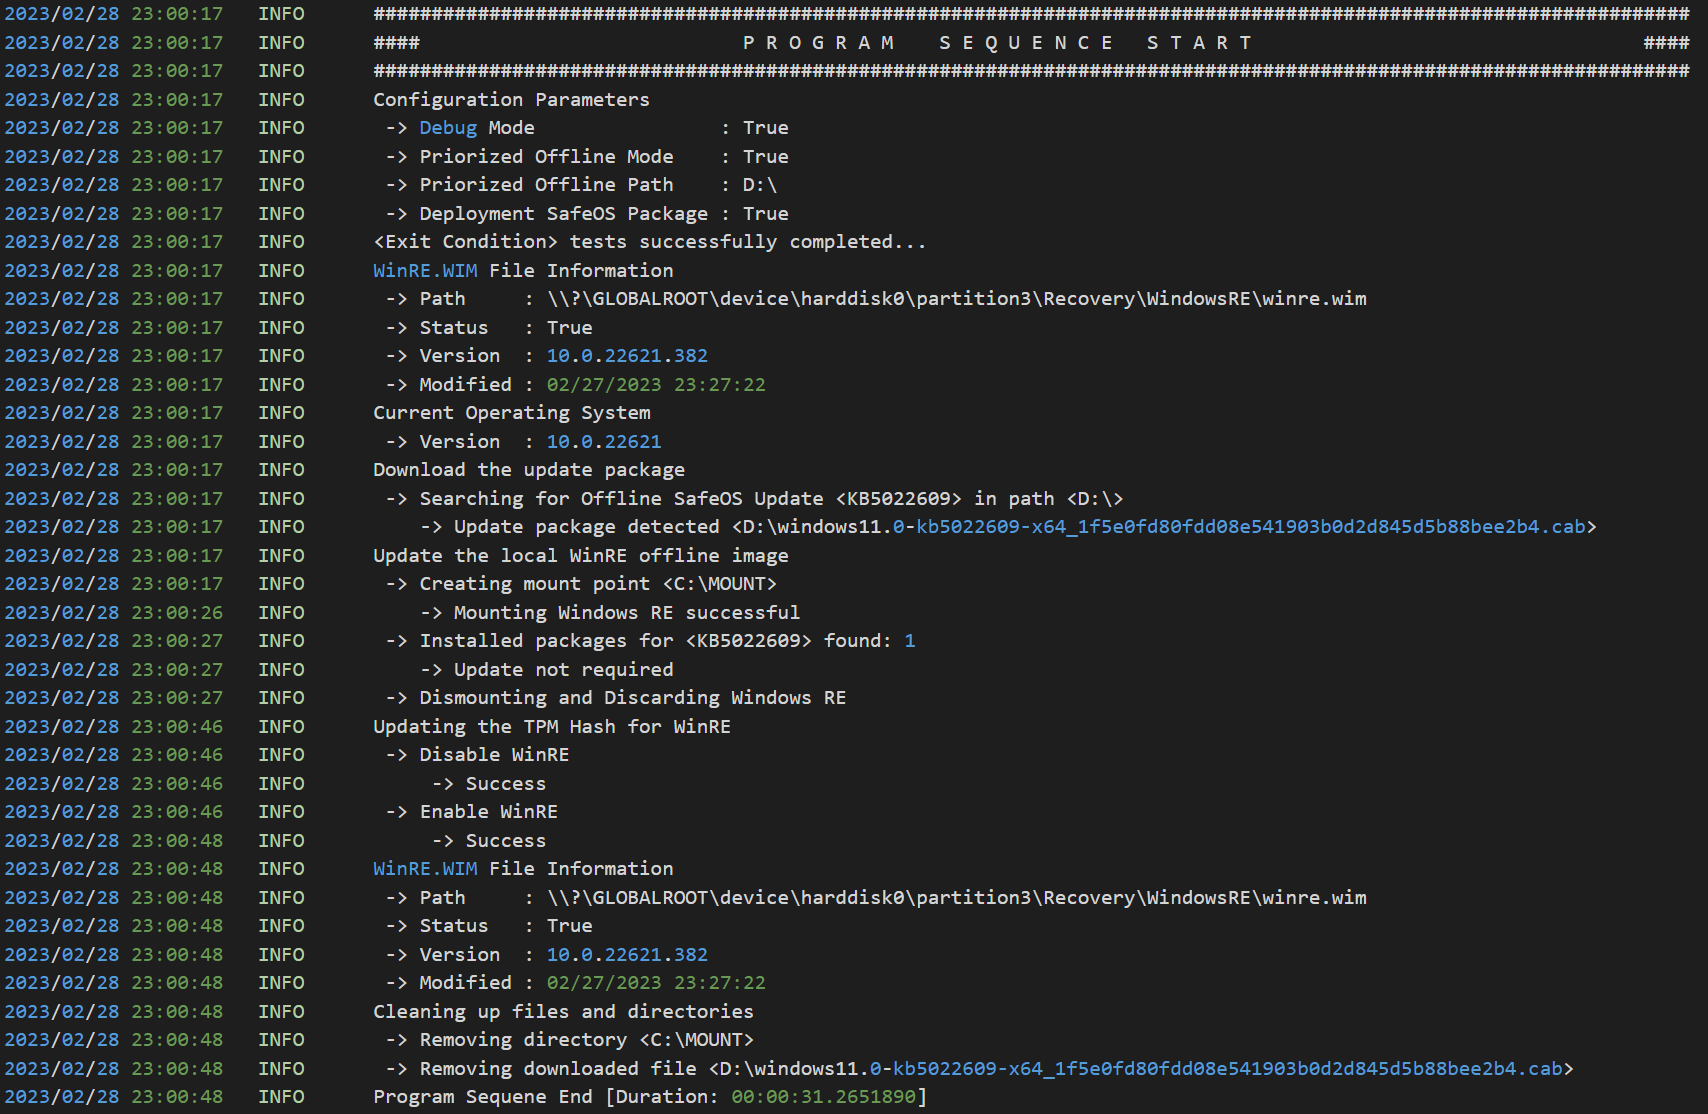 2023/02/28 23:00:17 INFO ##################################################################################################################
2023/02/28 23:00:17 INFO #### P R O G R A M S E Q U E N C E S T A R T ####
2023/02/28 23:00:17 INFO ##################################################################################################################
2023/02/28 23:00:17 INFO Configuration Parameters
2023/02/28 23:00:17 INFO -> Debug Mode : True
2023/02/28 23:00:17 INFO -> Priorized Offline Mode : True
2023/02/28 23:00:17 INFO -> Priorized Offline Path : D:\
2023/02/28 23:00:17 INFO -> Deployment SafeOS Package : True
2023/02/28 23:00:17 INFO <Exit Condition> tests successfully completed...
2023/02/28 23:00:17 INFO WinRE.WIM File Information
2023/02/28 23:00:17 INFO -> Path : \\?\GLOBALROOT\device\harddisk0\partition3\Recovery\WindowsRE\winre.wim
2023/02/28 23:00:17 INFO -> Status : True
2023/02/28 23:00:17 INFO -> Version : 10.0.22621.382
2023/02/28 23:00:17 INFO -> Modified : 02/27/2023 23:27:22
2023/02/28 23:00:17 INFO Current Operating System
2023/02/28 23:00:17 INFO -> Version : 10.0.22621
2023/02/28 23:00:17 INFO Download the update package
2023/02/28 23:00:17 INFO -> Searching for Offline SafeOS Update <KB5022609> in path <D:\>
2023/02/28 23:00:17 INFO -> Update package detected <D:\windows11.0-kb5022609-x64_1f5e0fd80fdd08e541903b0d2d845d5b88bee2b4.cab>
2023/02/28 23:00:17 INFO Update the local WinRE offline image
2023/02/28 23:00:17 INFO -> Creating mount point <C:\MOUNT>
2023/02/28 23:00:26 INFO -> Mounting Windows RE successful
2023/02/28 23:00:27 INFO -> Installed packages for <KB5022609> found: 1
2023/02/28 23:00:27 INFO -> Update not required
2023/02/28 23:00:27 INFO -> Dismounting and Discarding Windows RE
2023/02/28 23:00:46 INFO Updating the TPM Hash for WinRE
2023/02/28 23:00:46 INFO -> Disable WinRE
2023/02/28 23:00:46 INFO -> Success
2023/02/28 23:00:46 INFO -> Enable WinRE
2023/02/28 23:00:48 INFO -> Success
2023/02/28 23:00:48 INFO WinRE.WIM File Information
2023/02/28 23:00:48 INFO -> Path : \\?\GLOBALROOT\device\harddisk0\partition3\Recovery\WindowsRE\winre.wim
2023/02/28 23:00:48 INFO -> Status : True
2023/02/28 23:00:48 INFO -> Version : 10.0.22621.382
2023/02/28 23:00:48 INFO -> Modified : 02/27/2023 23:27:22
2023/02/28 23:00:48 INFO Cleaning up files and directories
2023/02/28 23:00:48 INFO -> Removing directory <C:\MOUNT>
2023/02/28 23:00:48 INFO -> Removing downloaded file <D:\windows11.0-kb5022609-x64_1f5e0fd80fdd08e541903b0d2d845d5b88bee2b4.cab>
2023/02/28 23:00:48 INFO Program Sequene End [Duration: 00:00:31.2651890]